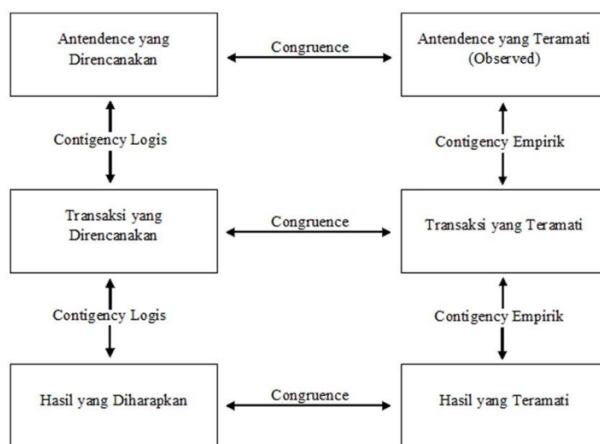 Antendence yang
Direncanakan
Congruence
Antendence yang Teramati
(Observed)
Contigency Logis
Contigency Empirik
Transaksi yang
Direncanakan
Congruence
Transaksi yang Teramati
Contigency Logis
Contigency Empirik
Hasil yang Diharapkan
Congruence
Hasil yang Teramati